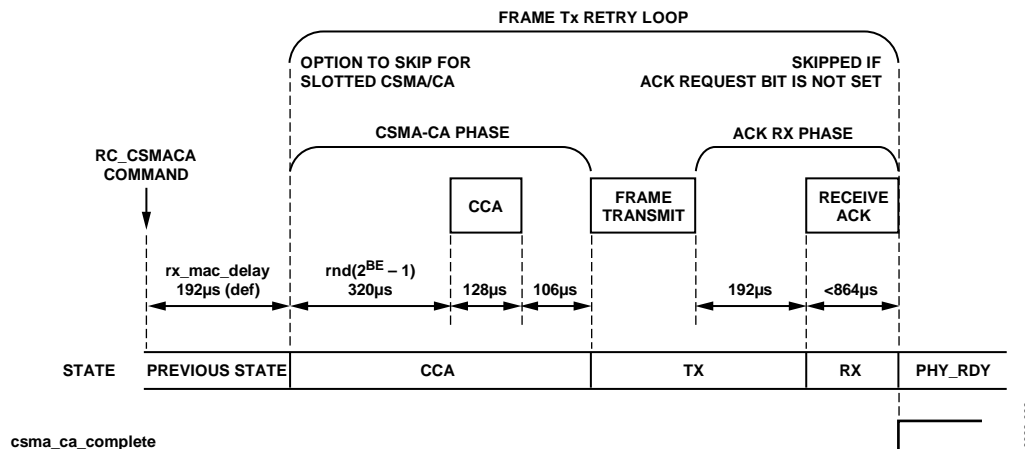 FRAME Tx RETRY LOOP
OPTION TO SKIP FOR
SLOTTED CSMA/CA
SKIPPED IF
ACK REQUEST BIT IS NOT SET
CSMA-CA PHASE
ACK RX PHASE
RC_CSMACA
COMMAND
CCA
FRAME
TRANSMIT
RECEIVE
ACK
rx_mac_delay
192µs (def)
rnd(2^BE – 1)
320µs
128µs
106µs
192µs
<864µs
STATE
PREVIOUS STATE
CCA
TX
RX
PHY_RDY
csma_ca_complete